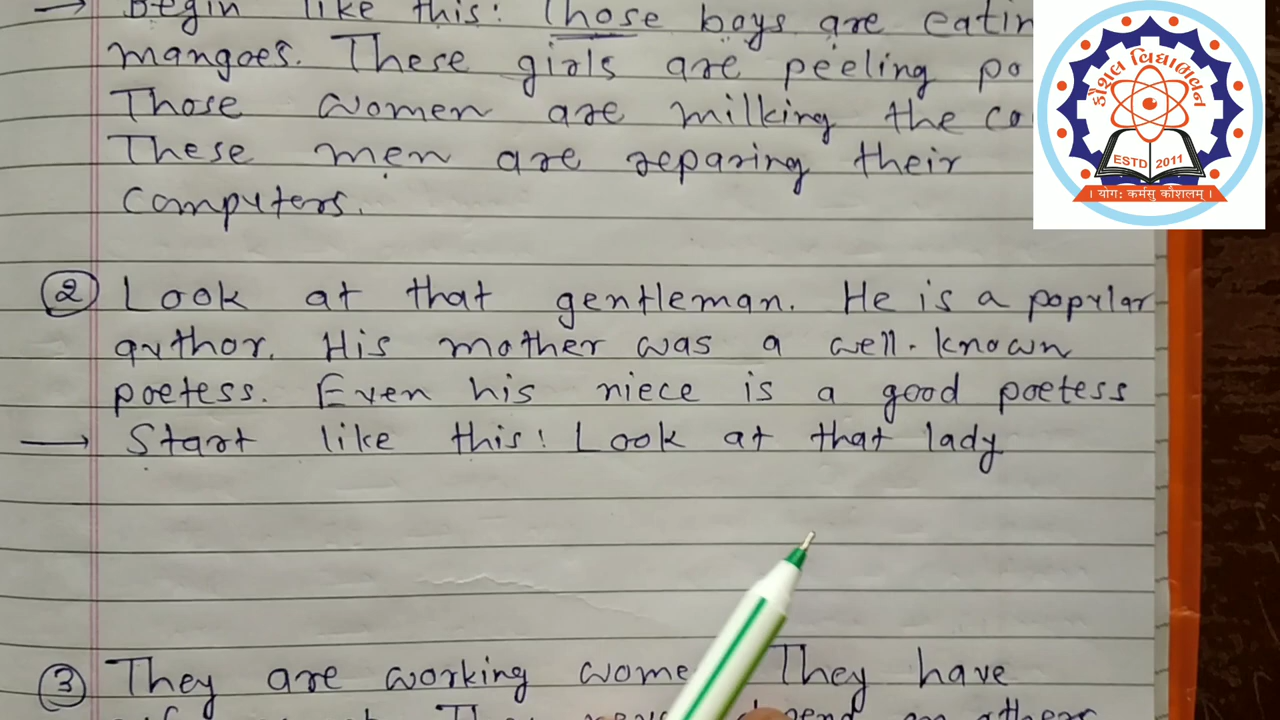 → Begin like this: Those boys are eatin
mangoes. These girls are peeling po
Those women are milking the co
These men are reparing their
computers.
કૌશલ વિદ્યાભવન
ESTD 2011
। योगः कर्मसु कौशलम् ।
② Look at that gentleman. He is a popular
author. His mother was a well-known
poetess. Even his niece is a good poetess
→ Start like this: Look at that lady
③ They are working wome They have